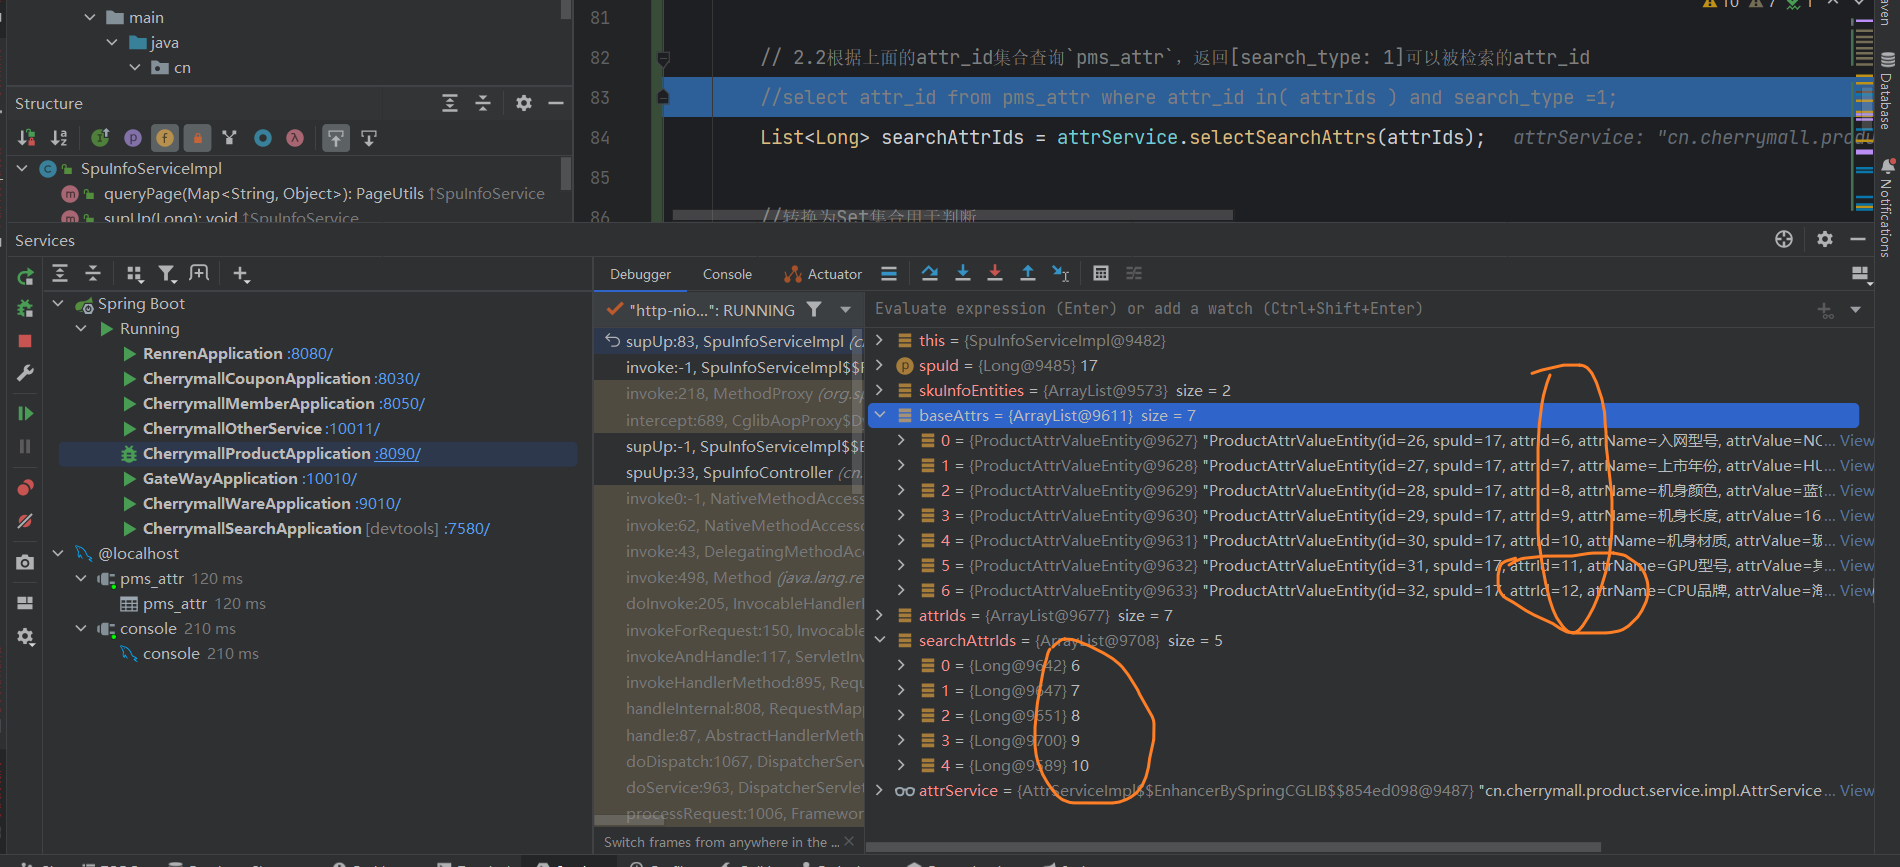 main
java
cn
Structure
SpuInfoServiceImpl
queryPage(Map<String, Object>): PageUtils ↑SpuInfoService
supUp(Long): void ↑SpuInfoService
81
82 // 2.2根据上面的attr_id集合查询`pms_attr`，返回[search_type: 1]可以被检索的attr_id
83 //select attr_id from pms_attr where attr_id in( attrIds ) and search_type =1;
84 List<Long> searchAttrIds = attrService.selectSearchAttrs(attrIds); attrService: "cn.cherrymall.produ
85
86 //转换为Set集合用于判断
10 7 1
aven
Database
Notifications
Services
Spring Boot
Running
RenrenApplication :8080/
CherrymallCouponApplication :8030/
CherrymallMemberApplication :8050/
CherrymallOtherService :10011/
CherrymallProductApplication :8090/
GateWayApplication :10010/
CherrymallWareApplication :9010/
CherrymallSearchApplication [devtools] :7580/
@localhost
pms_attr 120 ms
pms_attr 120 ms
console 210 ms
console 210 ms
Debugger Console Actuator
"http-nio...": RUNNING
supUp:83, SpuInfoServiceImpl (c
invoke:-1, SpuInfoServiceImpl$$F
invoke:218, MethodProxy (org.sp
intercept:689, CglibAopProxy$D
supUp:-1, SpuInfoServiceImpl$$E
spuUp:33, SpuInfoController (cn.
invoke0:-1, NativeMethodAccess
invoke:62, NativeMethodAccesso
invoke:43, DelegatingMethodAcc
invoke:498, Method (java.lang.re
doInvoke:205, InvocableHandlerM
invokeForRequest:150, Invocable
invokeAndHandle:117, ServletInv
invokeHandlerMethod:895, Requ
handleInternal:808, RequestMapp
handle:87, AbstractHandlerMeth
doDispatch:1067, DispatcherServ
doService:963, DispatcherServlet
processRequest:1006, Framewor
Switch frames from anywhere in the ...
Evaluate expression (Enter) or add a watch (Ctrl+Shift+Enter)
this = {SpuInfoServiceImpl@9482}
spuId = {Long@9485} 17
skuInfoEntities = {ArrayList@9573} size = 2
baseAttrs = {ArrayList@9611} size = 7
0 = {ProductAttrValueEntity@9627} "ProductAttrValueEntity(id=26, spuId=17, attrId=6, attrName=入网型号, attrValue=NC... View
1 = {ProductAttrValueEntity@9628} "ProductAttrValueEntity(id=27, spuId=17, attrId=7, attrName=上市年份, attrValue=HU... View
2 = {ProductAttrValueEntity@9629} "ProductAttrValueEntity(id=28, spuId=17, attrId=8, attrName=机身颜色, attrValue=蓝... View
3 = {ProductAttrValueEntity@9630} "ProductAttrValueEntity(id=29, spuId=17, attrId=9, attrName=机身长度, attrValue=16... View
4 = {ProductAttrValueEntity@9631} "ProductAttrValueEntity(id=30, spuId=17, attrId=10, attrName=机身材质, attrValue=玻... View
5 = {ProductAttrValueEntity@9632} "ProductAttrValueEntity(id=31, spuId=17, attrId=11, attrName=GPU型号, attrValue=其... View
6 = {ProductAttrValueEntity@9633} "ProductAttrValueEntity(id=32, spuId=17, attrId=12, attrName=CPU品牌, attrValue=海... View
attrIds = {ArrayList@9677} size = 7
searchAttrIds = {ArrayList@9708} size = 5
0 = {Long@9642} 6
1 = {Long@9647} 7
2 = {Long@9651} 8
3 = {Long@9700} 9
4 = {Long@9589} 10
attrService = {AttrServiceImpl$$EnhancerBySpringCGLIB$$854ed098@9487} "cn.cherrymall.product.service.impl.AttrService... View